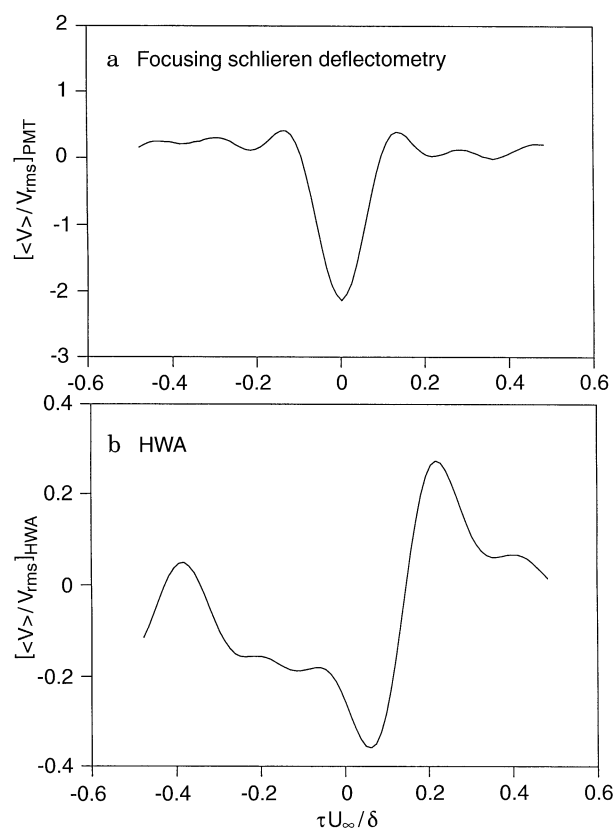 2
a Focusing schlieren deflectometry
1
0
-1
-2
-3
[<V>/V_rms]_PMT
-0.6 -0.4 -0.2 0 0.2 0.4 0.6
0.4
b HWA
0.2
0
-0.2
-0.4
[<V>/V_rms]_HWA
-0.6 -0.4 -0.2 0 0.2 0.4 0.6
τU∞/δ